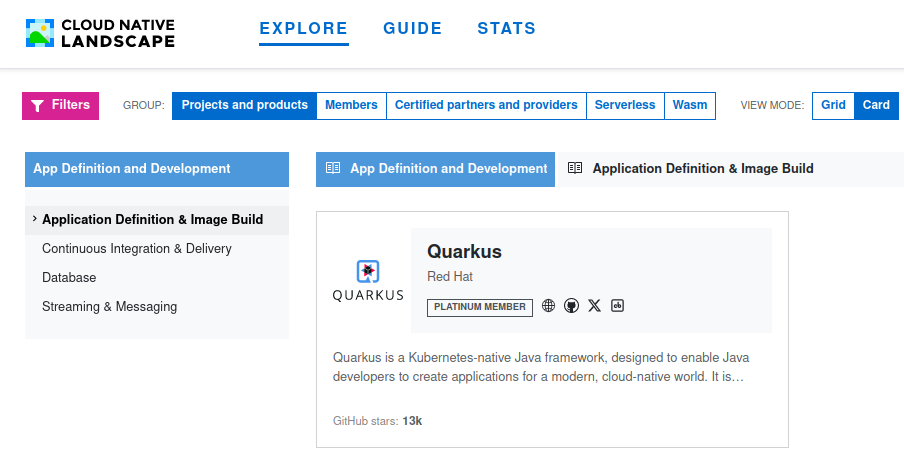 CLOUD NATIVE
LANDSCAPE
EXPLORE GUIDE STATS
Filters GROUP: Projects and products Members Certified partners and providers Serverless Wasm VIEW MODE: Grid Card
App Definition and Development
Application Definition & Image Build
Continuous Integration & Delivery
Database
Streaming & Messaging
App Definition and Development Application Definition & Image Build
QUARKUS
Quarkus
Red Hat
PLATINUM MEMBER
Quarkus is a Kubernetes-native Java framework, designed to enable Java
developers to create applications for a modern, cloud-native world. It is…
GitHub stars: 13k